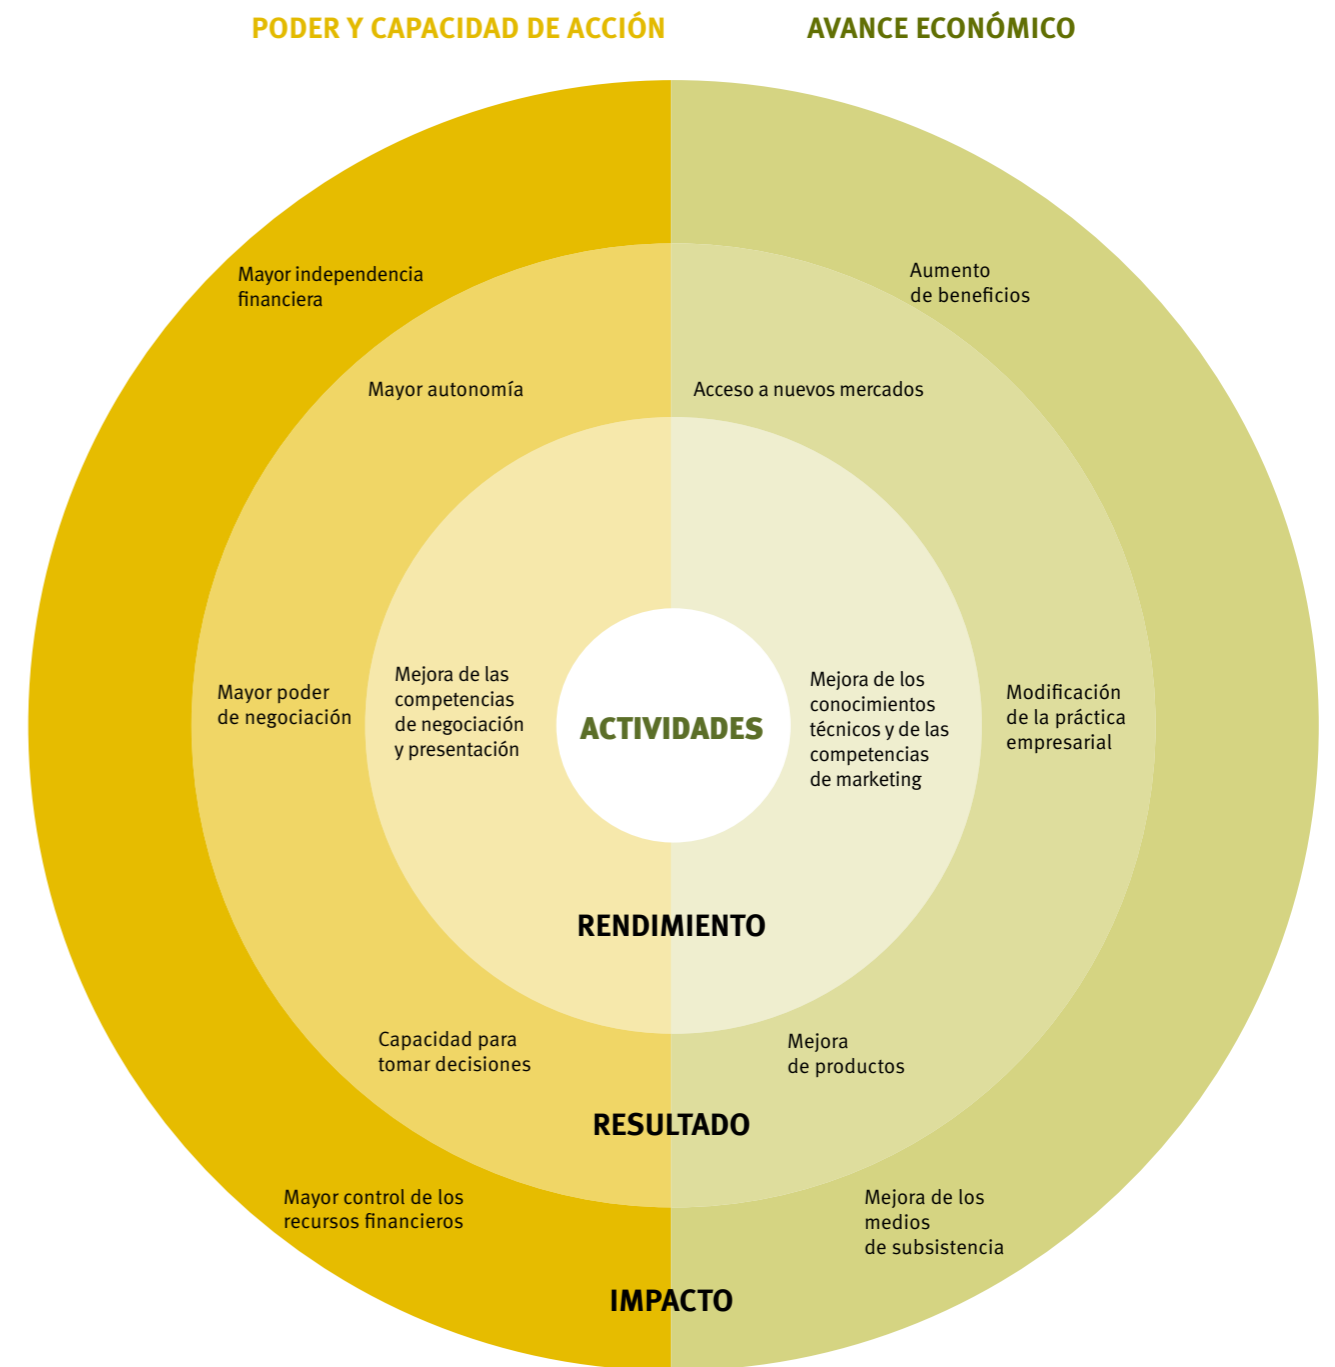 PODER Y CAPACIDAD DE ACCIÓN
AVANCE ECONÓMICO
Mayor independencia
financiera
Aumento
de beneficios
Mayor autonomía
Acceso a nuevos mercados
Mayor poder
de negociación
Mejora de las
competencias
de negociación
y presentación
ACTIVIDADES
Mejora de los
conocimientos
técnicos y de las
competencias
de marketing
Modificación
de la práctica
empresarial
RENDIMIENTO
Capacidad para
tomar decisiones
Mejora
de productos
RESULTADO
Mayor control de los
recursos financieros
Mejora de los
medios
de subsistencia
IMPACTO